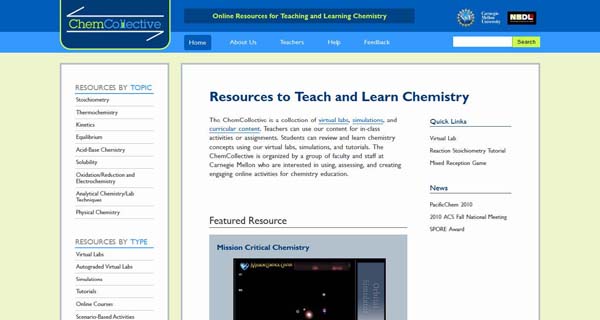 ChemCollective
Online Resources for Teaching and Learning Chemistry
Carnegie
Mellon
University
NBDL
Home
About Us
Teachers
Help
Feedback
Search
RESOURCES BY TOPIC
Stoichiometry
Thermochemistry
Kinetics
Equilibrium
Acid-Base Chemistry
Solubility
Oxidation/Reduction and
Electrochemistry
Analytical Chemistry/Lab
Techniques
Physical Chemistry
RESOURCES BY TYPE
Virtual Labs
Autograded Virtual Labs
Simulations
Tutorials
Online Courses
Scenario-Based Activities
Resources to Teach and Learn Chemistry
The ChemCollective is a collection of virtual labs, simulations, and
curricular content. Teachers can use our content for in-class
activities or assignments. Students can review and learn chemistry
concepts using our virtual labs, simulations, and tutorials. The
ChemCollective is organized by a group of faculty and staff at
Carnegie Mellon who are interested in using, assessing, and creating
engaging online activities for chemistry education.
Featured Resource
Mission Critical Chemistry
Orbital
Quick Links
Virtual Lab
Reaction Stoichiometry Tutorial
Mixed Reception Game
News
PacificChem 2010
2010 ACS Fall National Meeting
SPORE Award